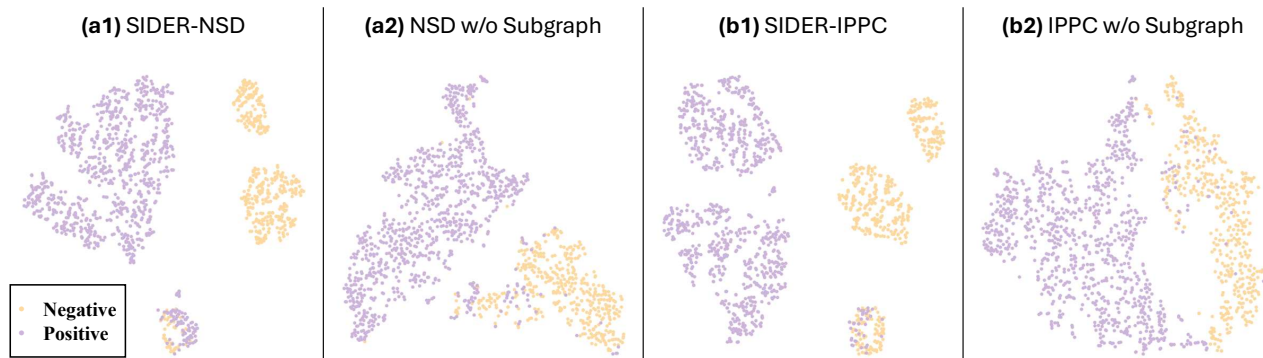 (a1) SIDER-NSD
(a2) NSD w/o Subgraph
(b1) SIDER-IPPC
(b2) IPPC w/o Subgraph
Negative
Positive